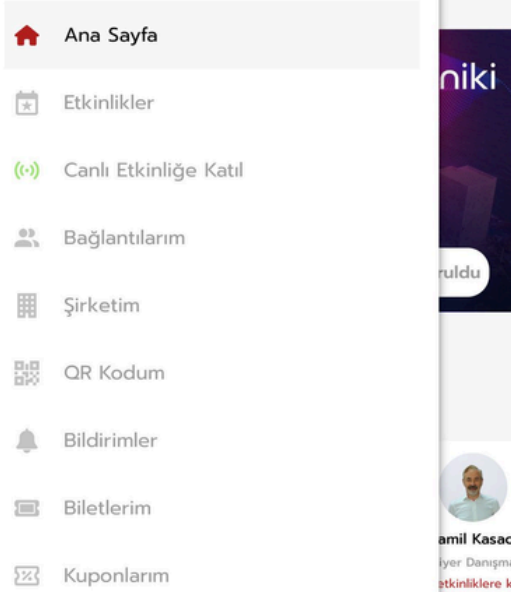 Ana Sayfa
Etkinlikler
Canlı Etkinliğe Katıl
Bağlantılarım
Şirketim
QR Kodum
Bildirimler
Biletlerim
Kuponlarım
niki
ruldu
amil Kasac
iyer Danışma
etkinliklere k